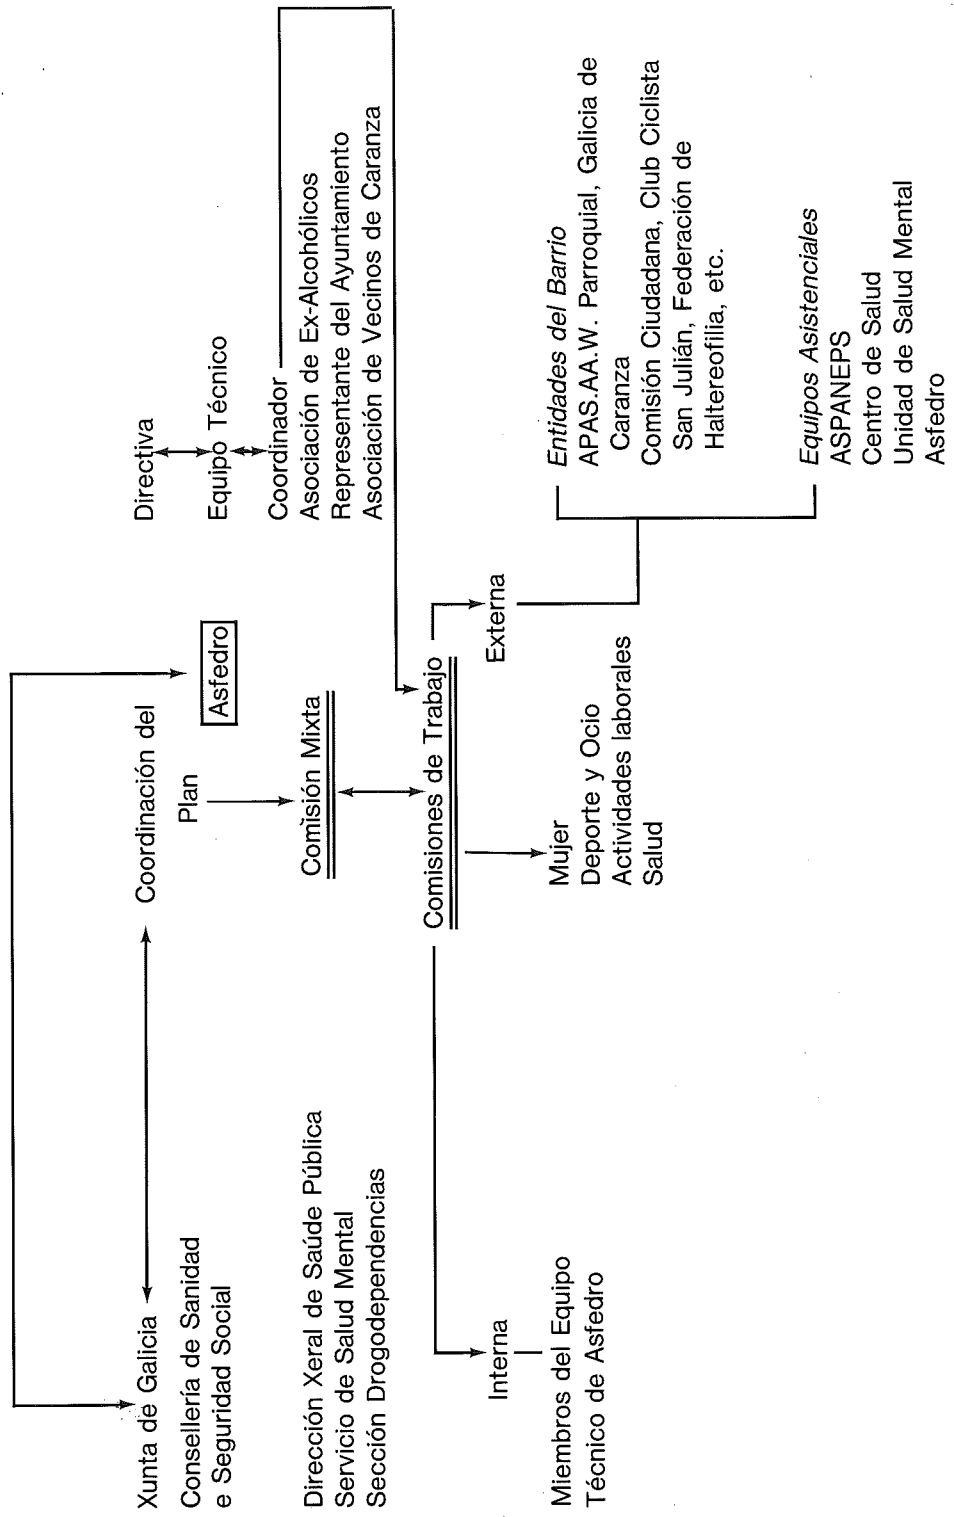 Xunta de Galicia
Consellería de Sanidad
e Seguridad Social
Dirección Xeral de Saúde Pública
Servicio de Salud Mental
Sección Drogodependencias
Coordinación del
Plan
Asfedro
Comisión Mixta
Comisiones de Trabajo
Directiva
Equipo Técnico
Coordinador
Asociación de Ex-Alcohólicos
Representante del Ayuntamiento
Asociación de Vecinos de Caranza
Interna
Miembros del Equipo
Técnico de Asfedro
Mujer
Deporte y Ocio
Actividades laborales
Salud
Externa
Entidades del Barrio
APAS.AA.W. Parroquial, Galicia de
Caranza
Comisión Ciudadana, Club Ciclista
San Julián, Federación de
Haltereofilia, etc.
Equipos Asistenciales
ASPANEPS
Centro de Salud
Unidad de Salud Mental
Asfedro